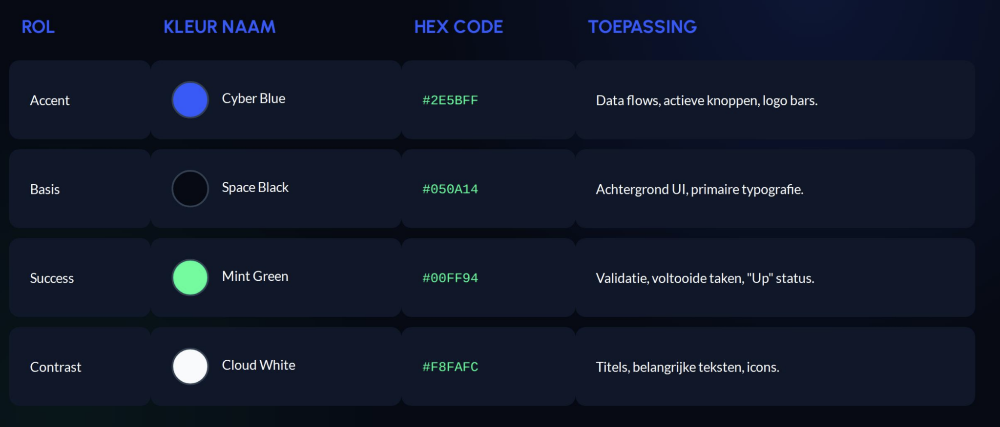 ROL KLEUR NAAM HEX CODE TOEPASSING
Accent Cyber Blue #2E5BFF Data flows, actieve knoppen, logo bars.
Basis Space Black #050A14 Achtergrond UI, primaire typografie.
Success Mint Green #00FF94 Validatie, voltooide taken, "Up" status.
Contrast Cloud White #F8FAFC Titels, belangrijke teksten, icons.